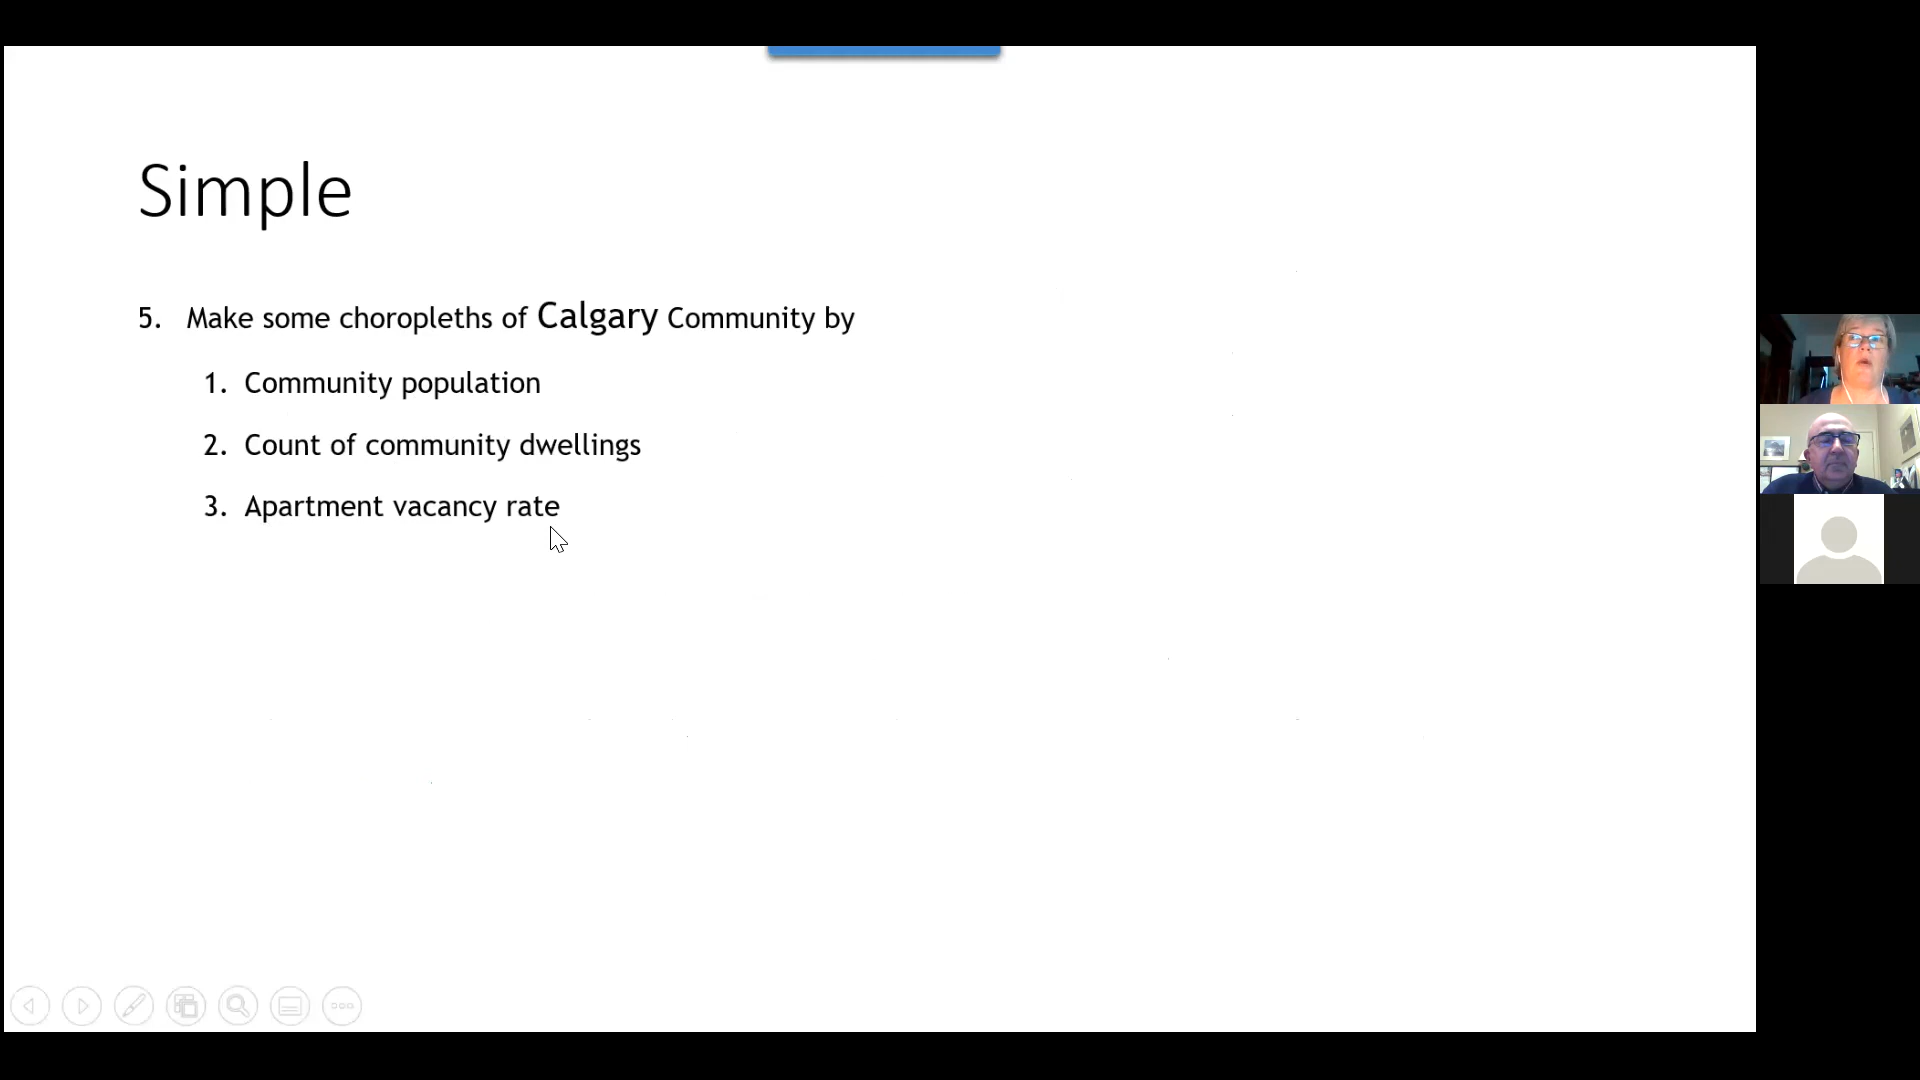 Simple
5. Make some choropleths of Calgary Community by
1. Community population
2. Count of community dwellings
3. Apartment vacancy rate